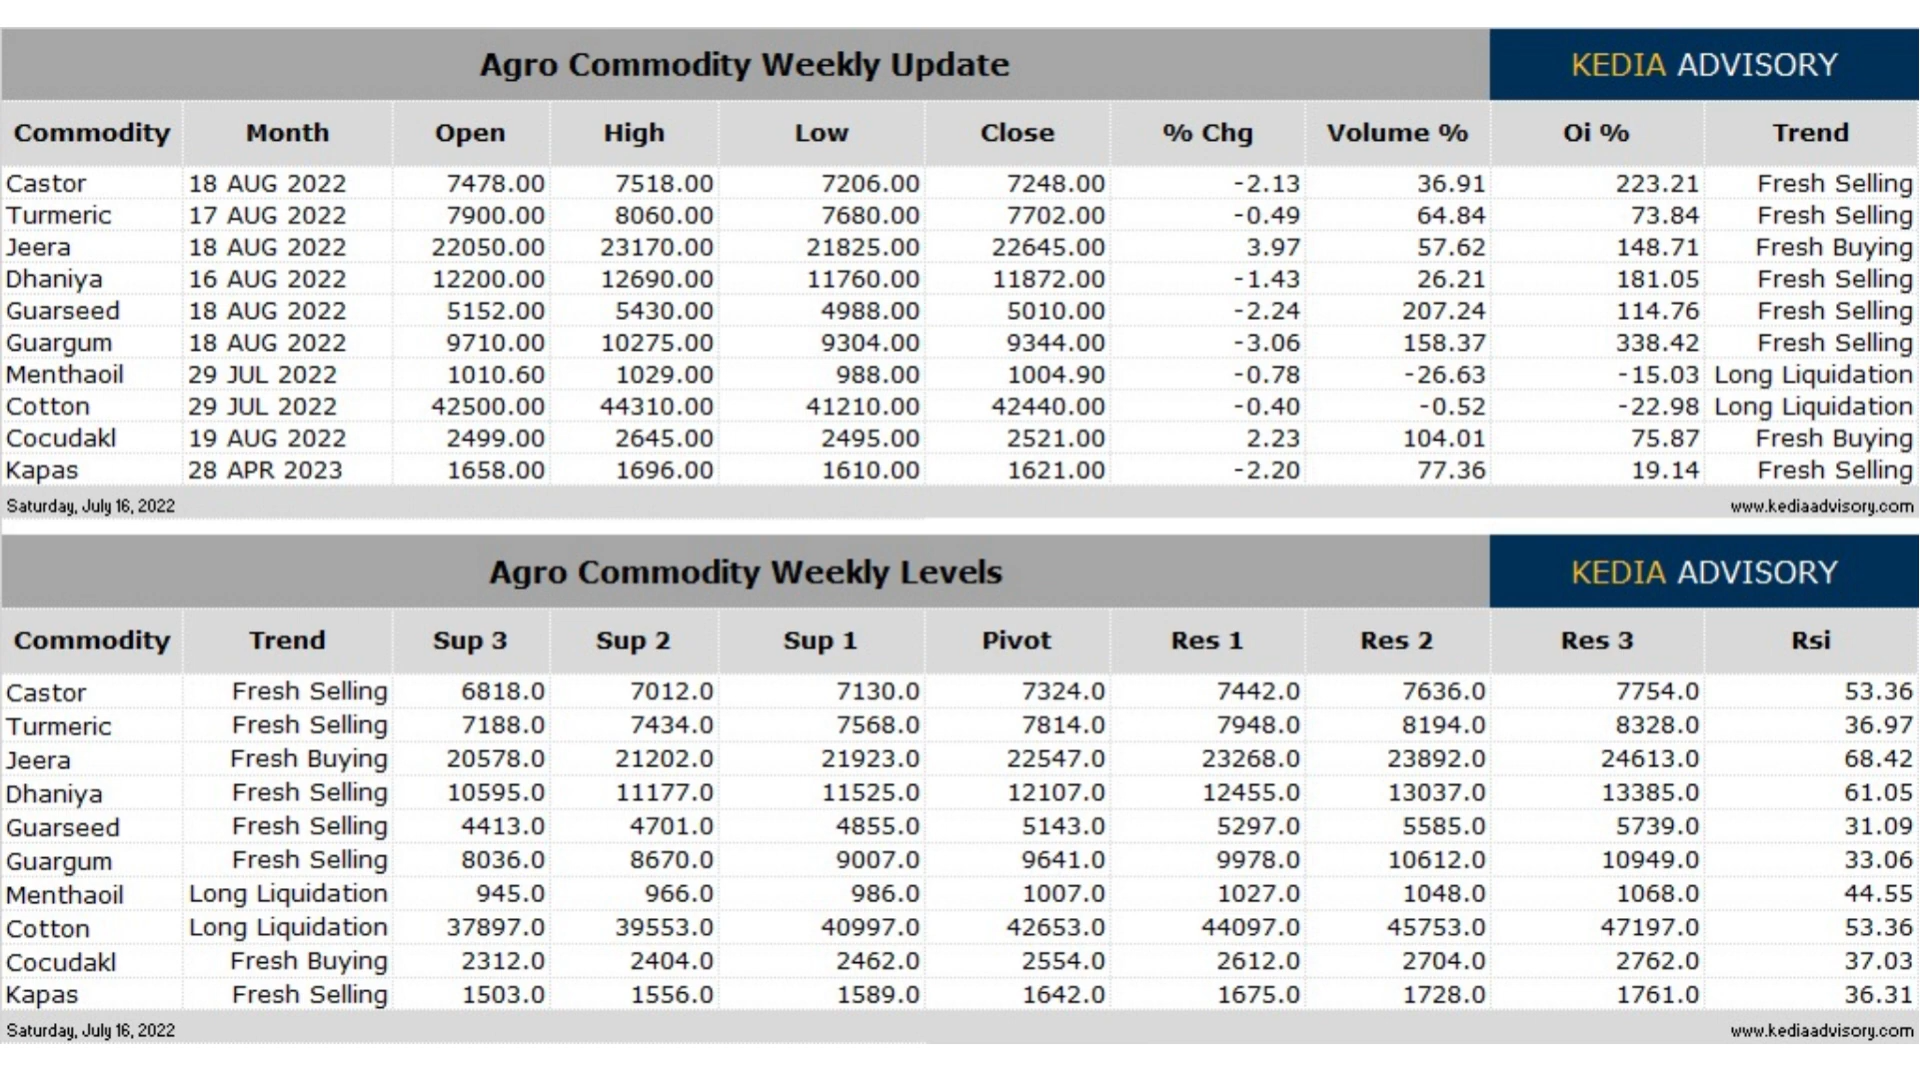 Agro Commodity Weekly Update KEDIA ADVISORY
Commodity Month Open High Low Close % Chg Volume % Oi % Trend
Castor 18 AUG 2022 7478.00 7518.00 7206.00 7248.00 -2.13 36.91 223.21 Fresh Selling
Turmeric 17 AUG 2022 7900.00 8060.00 7680.00 7702.00 -0.49 64.84 73.84 Fresh Selling
Jeera 18 AUG 2022 22050.00 23170.00 21825.00 22645.00 3.97 57.62 148.71 Fresh Buying
Dhaniya 16 AUG 2022 12200.00 12690.00 11760.00 11872.00 -1.43 26.21 181.05 Fresh Selling
Guarseed 18 AUG 2022 5152.00 5430.00 4988.00 5010.00 -2.24 207.24 114.76 Fresh Selling
Guargum 18 AUG 2022 9710.00 10275.00 9304.00 9344.00 -3.06 158.37 338.42 Fresh Selling
Menthaoil 29 JUL 2022 1010.60 1029.00 988.00 1004.90 -0.78 -26.63 -15.03 Long Liquidation
Cotton 29 JUL 2022 42500.00 44310.00 41210.00 42440.00 -0.40 -0.52 -22.98 Long Liquidation
Cocudakl 19 AUG 2022 2499.00 2645.00 2495.00 2521.00 2.23 104.01 75.87 Fresh Buying
Kapas 28 APR 2023 1658.00 1696.00 1610.00 1621.00 -2.20 77.36 19.14 Fresh Selling
Saturday, July 16, 2022 www.kediaadvisory.com
Agro Commodity Weekly Levels KEDIA ADVISORY
Commodity Trend Sup 3 Sup 2 Sup 1 Pivot Res 1 Res 2 Res 3 Rsi
Castor Fresh Selling 6818.0 7012.0 7130.0 7324.0 7442.0 7636.0 7754.0 53.36
Turmeric Fresh Selling 7188.0 7434.0 7568.0 7814.0 7948.0 8194.0 8328.0 36.97
Jeera Fresh Buying 20578.0 21202.0 21923.0 22547.0 23268.0 23892.0 24613.0 68.42
Dhaniya Fresh Selling 10595.0 11177.0 11525.0 12107.0 12455.0 13037.0 13385.0 61.05
Guarseed Fresh Selling 4413.0 4701.0 4855.0 5143.0 5297.0 5585.0 5739.0 31.09
Guargum Fresh Selling 8036.0 8670.0 9007.0 9641.0 9978.0 10612.0 10949.0 33.06
Menthaoil Long Liquidation 945.0 966.0 986.0 1007.0 1027.0 1048.0 1068.0 44.55
Cotton Long Liquidation 37897.0 39553.0 40997.0 42653.0 44097.0 45753.0 47197.0 53.36
Cocudakl Fresh Buying 2312.0 2404.0 2462.0 2554.0 2612.0 2704.0 2762.0 37.03
Kapas Fresh Selling 1503.0 1556.0 1589.0 1642.0 1675.0 1728.0 1761.0 36.31
Saturday, July 16, 2022 www.kediaadvisory.com